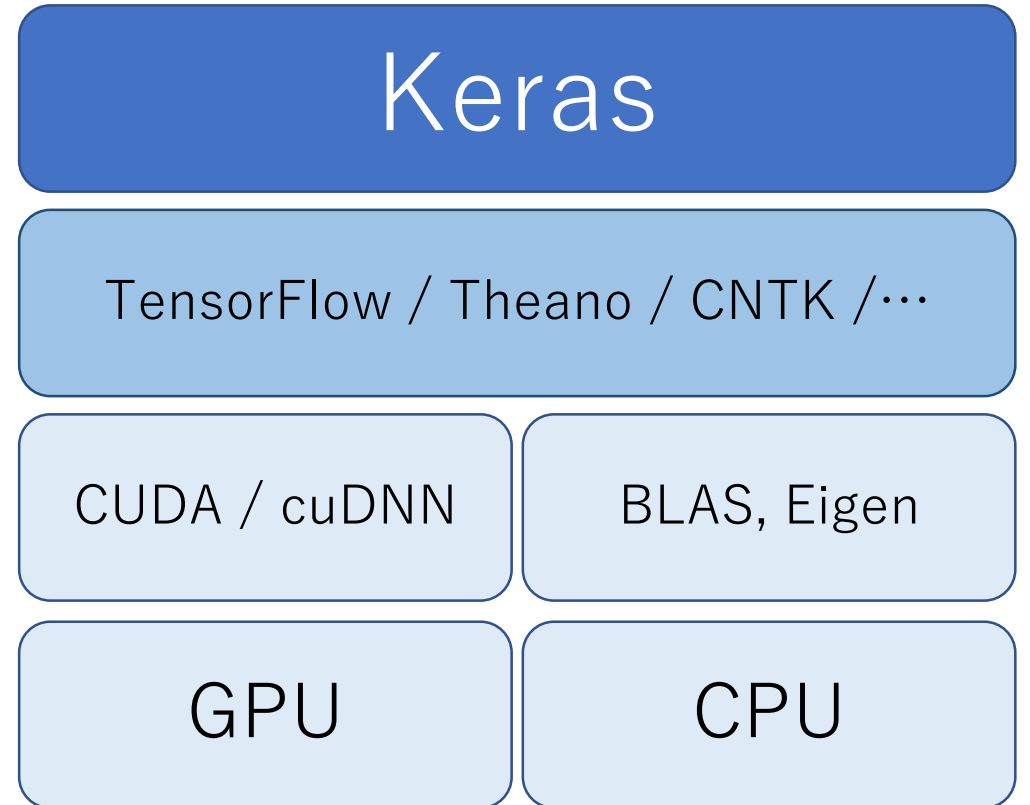 Keras
TensorFlow / Theano / CNTK /⋯
CUDA / cuDNN
BLAS, Eigen
GPU
CPU